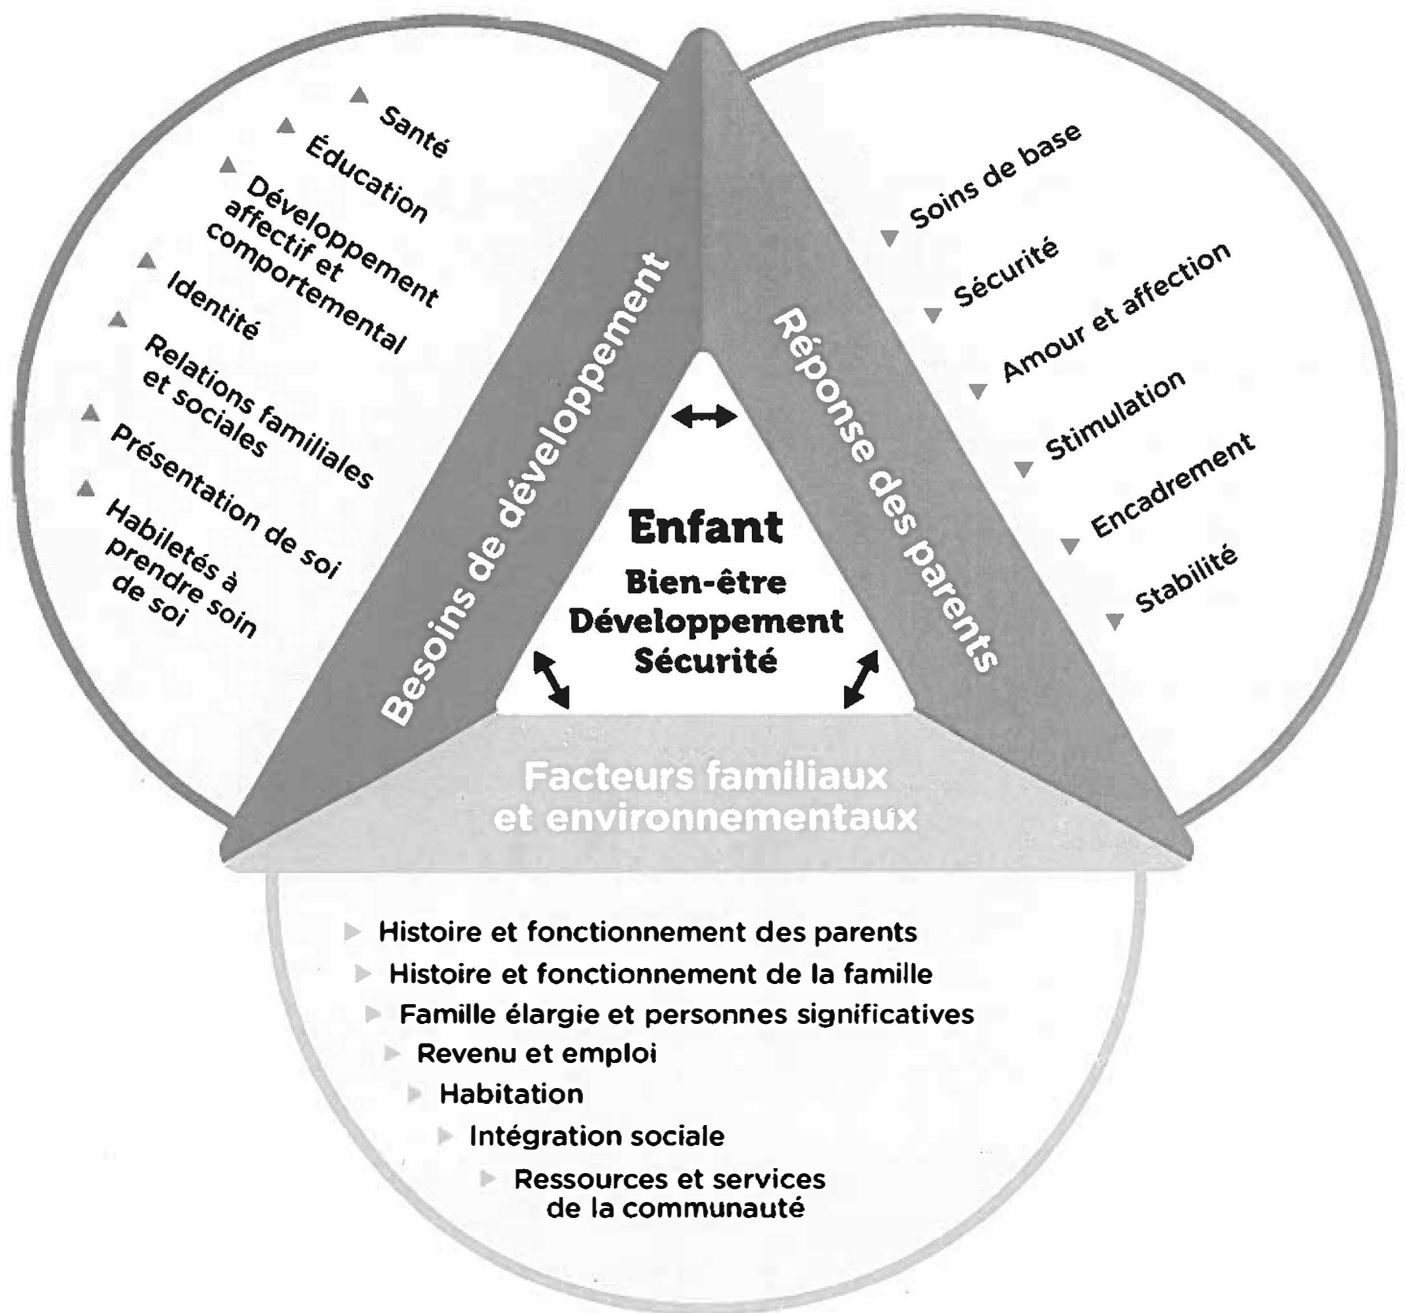 Santé
Éducation
Développement
affectif et
comportemental
Identité
Relations familiales
et sociales
Présentation de soi
Habiletés à
prendre soin
de soi
Besoins de développement
Réponse des parents
Soins de base
Sécurité
Amour et affection
Stimulation
Encadrement
Stabilité
Enfant
Bien-être
Développement
Sécurité
Facteurs familiaux
et environnementaux
Histoire et fonctionnement des parents
Histoire et fonctionnement de la famille
Famille élargie et personnes significatives
Revenu et emploi
Habitation
Intégration sociale
Ressources et services
de la communauté